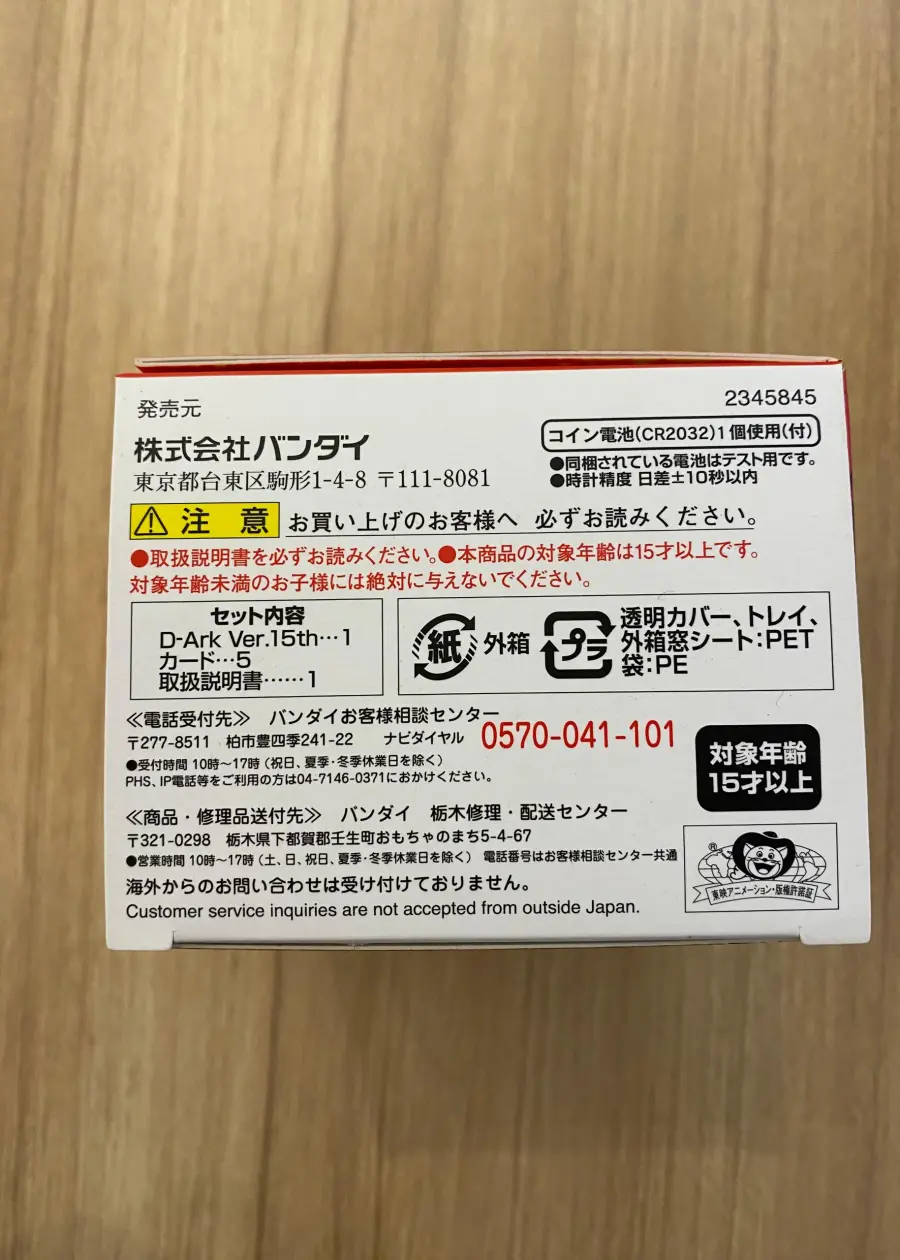 発売元
2345845
株式会社バンダイ
東京都台東区駒形1-4-8 〒111-8081
コイン電池(CR2032)1個使用(付)
●同梱されている電池はテスト用です。
●時計精度 日差±10秒以内
注 意 お買い上げのお客様へ 必ずお読みください。
●取扱説明書を必ずお読みください。●本商品の対象年齢は15才以上です。
対象年齢未満のお子様には絶対に与えないでください。
セット内容
D-Ark Ver.15th…1
カード…5
取扱説明書……1
紙 外箱
プラ
透明カバー、トレイ、
外箱窓シート:PET
袋:PE
≪電話受付先≫ バンダイお客様相談センター
〒277-8511 柏市豊四季241-22 ナビダイヤル 0570-041-101
●受付時間 10時〜17時(祝日、夏季・冬季休業日を除く)
PHS、IP電話等をご利用の方は04-7146-0371におかけください。
対象年齢
15才以上
≪商品・修理品送付先≫ バンダイ 栃木修理・配送センター
〒321-0298 栃木県下都賀郡壬生町おもちゃのまち5-4-67
●営業時間 10時〜17時(土、日、祝日、夏季・冬季休業日を除く) 電話番号はお客様相談センター共通
海外からのお問い合わせは受け付けておりません。
Customer service inquiries are not accepted from outside Japan.
®
東映アニメーション・版権許諾証